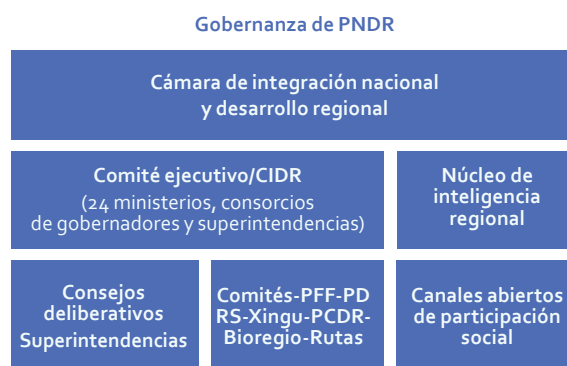 Gobernanza de PNDR
Cámara de integración nacional
y desarrollo regional
Comité ejecutivo/CIDR
(24 ministerios, consorcios
de gobernadores y superintendencias)
Núcleo de
inteligencia
regional
Consejos
deliberativos
Superintendencias
Comités-PFF-PD
RS-Xingu-PCDR-
Bioregio-Rutas
Canales abiertos
de participación
social